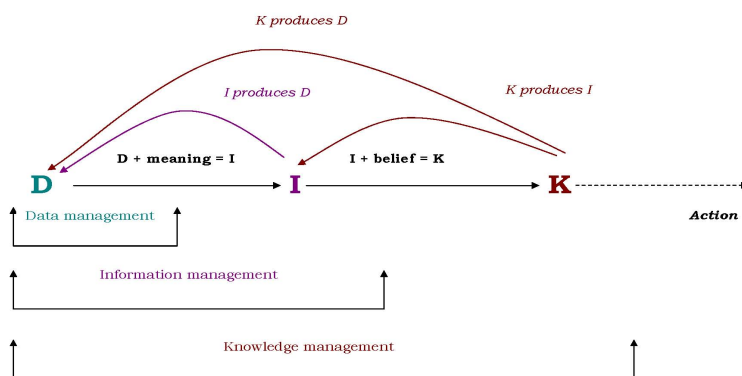 K produces D
I produces D
K produces I
D + meaning = I
I + belief = K
D
I
K
Data management
Action
Information management
Knowledge management